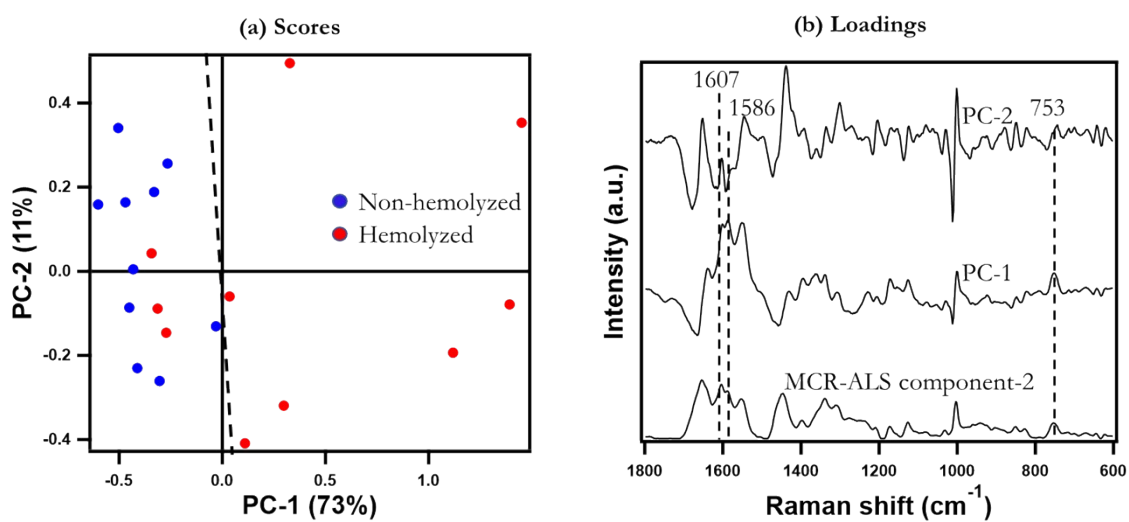 (a) Scores
PC-2 (11%)
0.4
0.2
0.0
-0.2
-0.4
Non-hemolyzed
Hemolyzed
-0.5
0.0
0.5
1.0
PC-1 (73%)
(b) Loadings
Intensity (a.u.)
1607
1586
753
PC-2
PC-1
MCR-ALS component-2
1800
1600
1400
1200
1000
800
600
Raman shift (cm⁻¹)